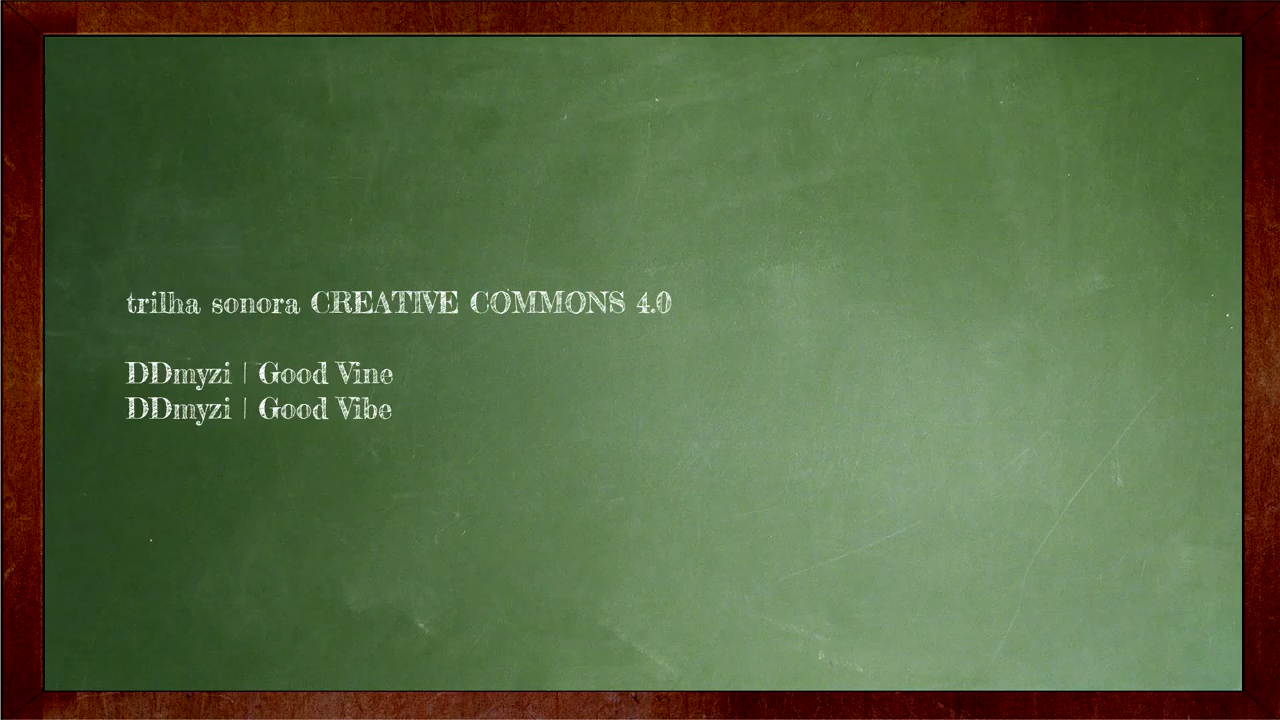 trilha sonora CREATIVE COMMONS 4.0
DDmyzi | Good Vine
DDmyzi | Good Vibe